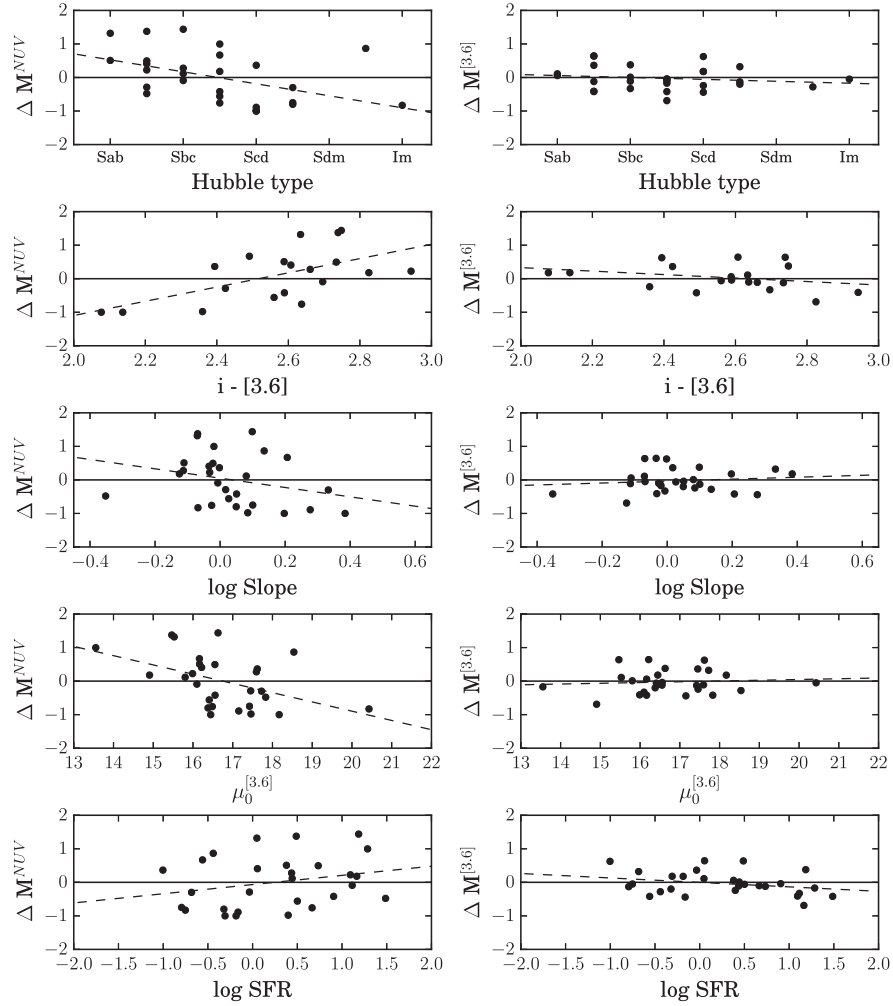 2
1
0
−1
−2
Δ M^{NUV}
Sab Sbc Scd Sdm Im
Hubble type
2
1
0
−1
−2
Δ M^{[3.6]}
Sab Sbc Scd Sdm Im
Hubble type
2
1
0
−1
−2
Δ M^{NUV}
2.0 2.2 2.4 2.6 2.8 3.0
i - [3.6]
2
1
0
−1
−2
Δ M^{[3.6]}
2.0 2.2 2.4 2.6 2.8 3.0
i - [3.6]
2
1
0
−1
−2
Δ M^{NUV}
−0.4 −0.2 0.0 0.2 0.4 0.6
log Slope
2
1
0
−1
−2
Δ M^{[3.6]}
−0.4 −0.2 0.0 0.2 0.4 0.6
log Slope
2
1
0
−1
−2
Δ M^{NUV}
13 14 15 16 17 18 19 20 21 22
μ_0^{[3.6]}
2
1
0
−1
−2
Δ M^{[3.6]}
13 14 15 16 17 18 19 20 21 22
μ_0^{[3.6]}
2
1
0
−1
−2
Δ M^{NUV}
−2.0 −1.5 −1.0 −0.5 0.0 0.5 1.0 1.5 2.0
log SFR
2
1
0
−1
−2
Δ M^{[3.6]}
−2.0 −1.5 −1.0 −0.5 0.0 0.5 1.0 1.5 2.0
log SFR